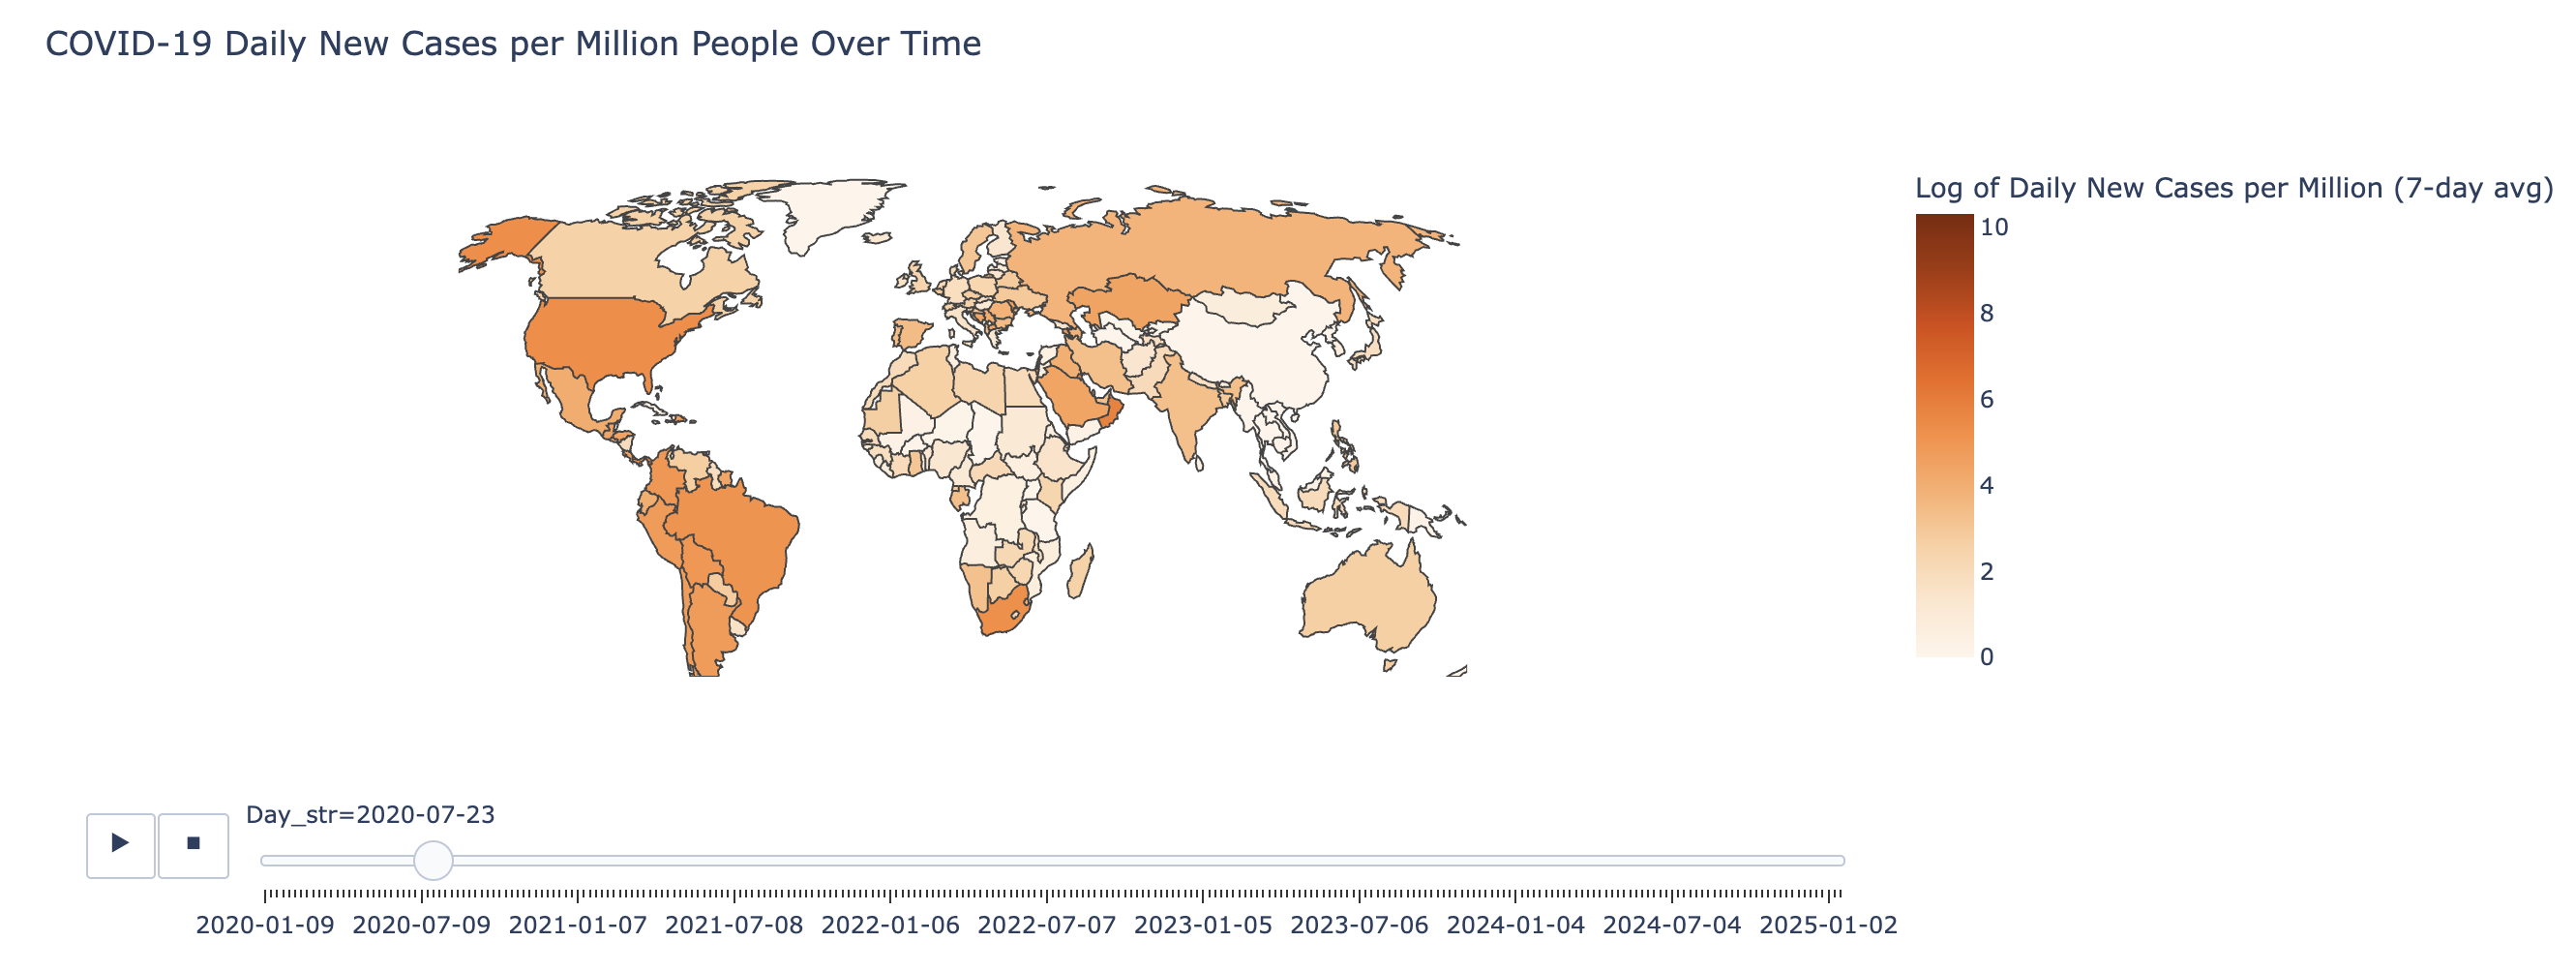 COVID-19 Daily New Cases per Million People Over Time
Log of Daily New Cases per Million (7-day avg)
10
8
6
4
2
0
Day_str=2020-07-23
2020-01-09 2020-07-09 2021-01-07 2021-07-08 2022-01-06 2022-07-07 2023-01-05 2023-07-06 2024-01-04 2024-07-04 2025-01-02